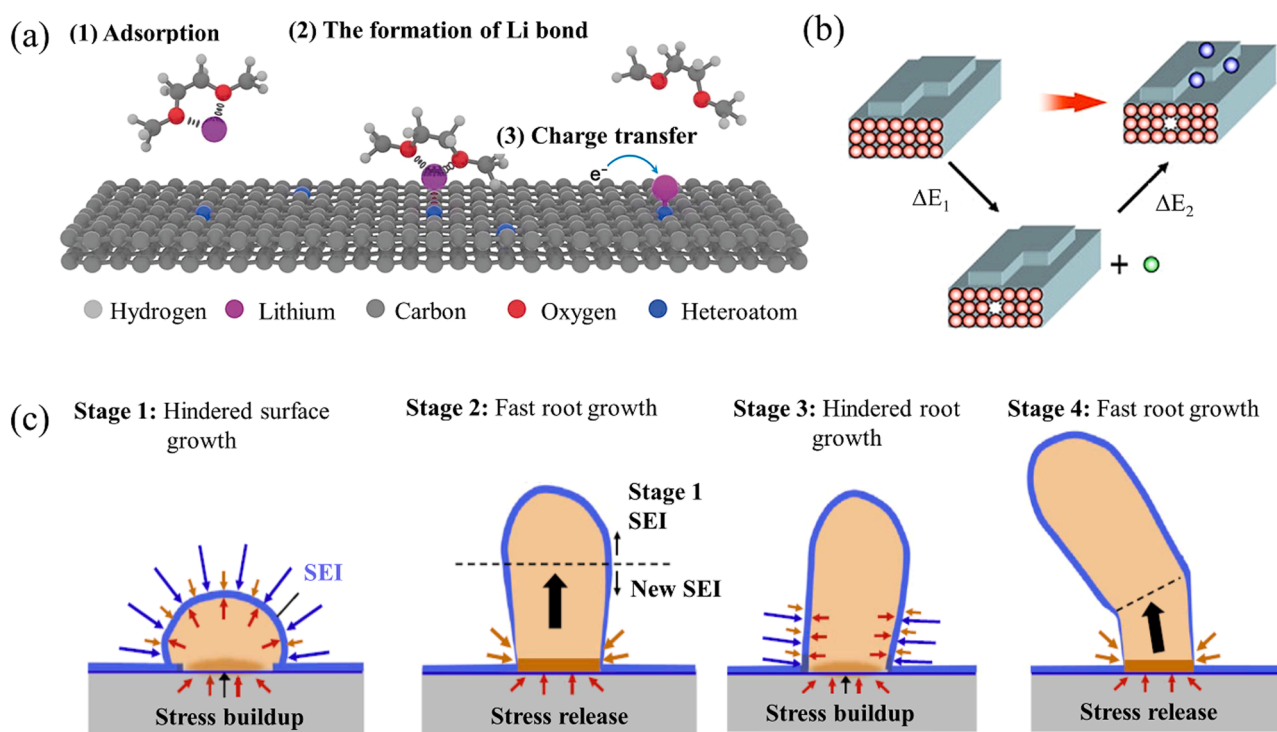 (a)
(1) Adsorption
(2) The formation of Li bond
(3) Charge transfer
e⁻
Hydrogen
Lithium
Carbon
Oxygen
Heteroatom
(b)
ΔE₁
ΔE₂
+
(c)
Stage 1: Hindered surface
growth
SEI
Stress buildup
Stage 2: Fast root growth
Stage 1
SEI
New SEI
Stress release
Stage 3: Hindered root
growth
Stress buildup
Stage 4: Fast root growth
Stress release